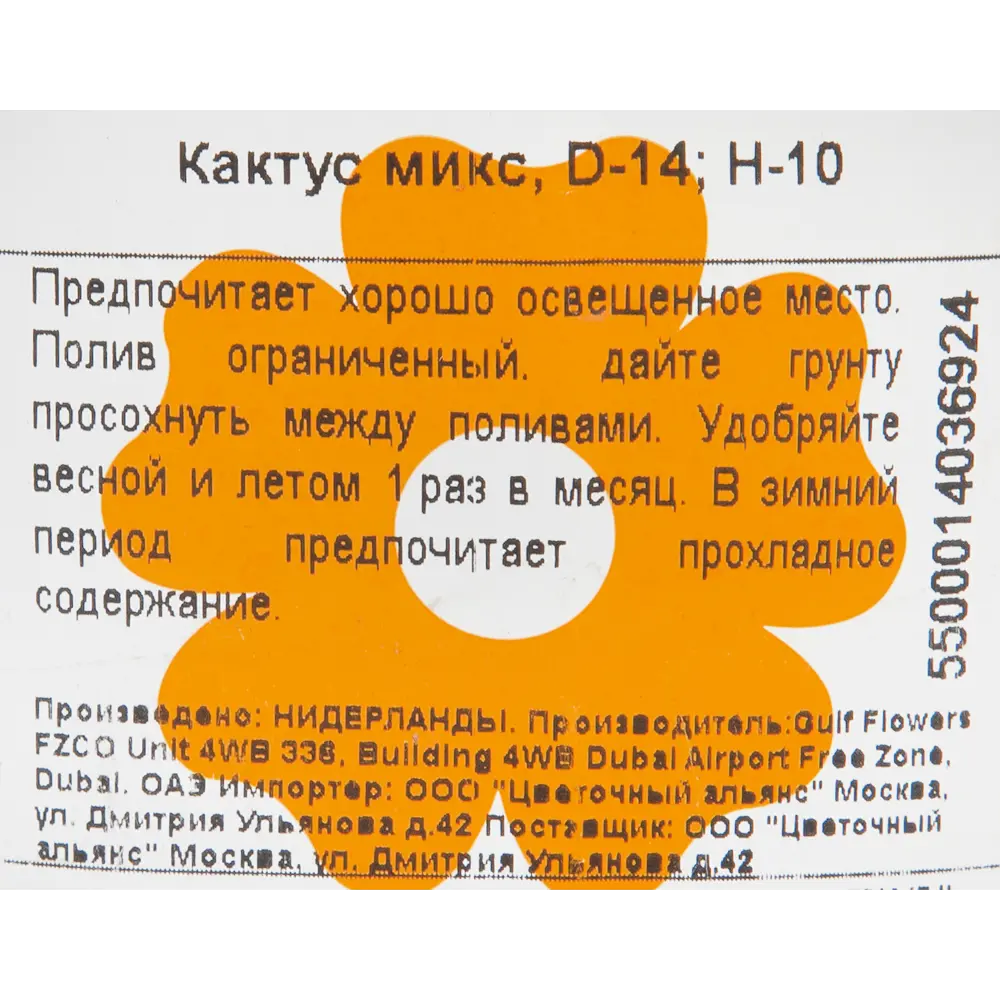 Кактус микс, D-14; H-10
Предпочитает хорошо освещенное место.
Полив ограниченный. дайте грунту
просохнуть между поливами. Удобряйте
весной и летом 1 раз в месяц. В зимний
период предпочитает прохладное
содержание.
5500014036924
Произведено: НИДЕРЛАНДЫ. Производитель:Gulf Flowers
FZCO Unit 4WB 336, Building 4WB Dubai Airport Free Zone,
Dubai, ОАЭ Импортер: ООО "Цветочный альянс" Москва,
ул. Дмитрия Ульянова д.42 Поставщик: ООО "Цветочный
альянс" Москва, ул. Дмитрия Ульянова д.42